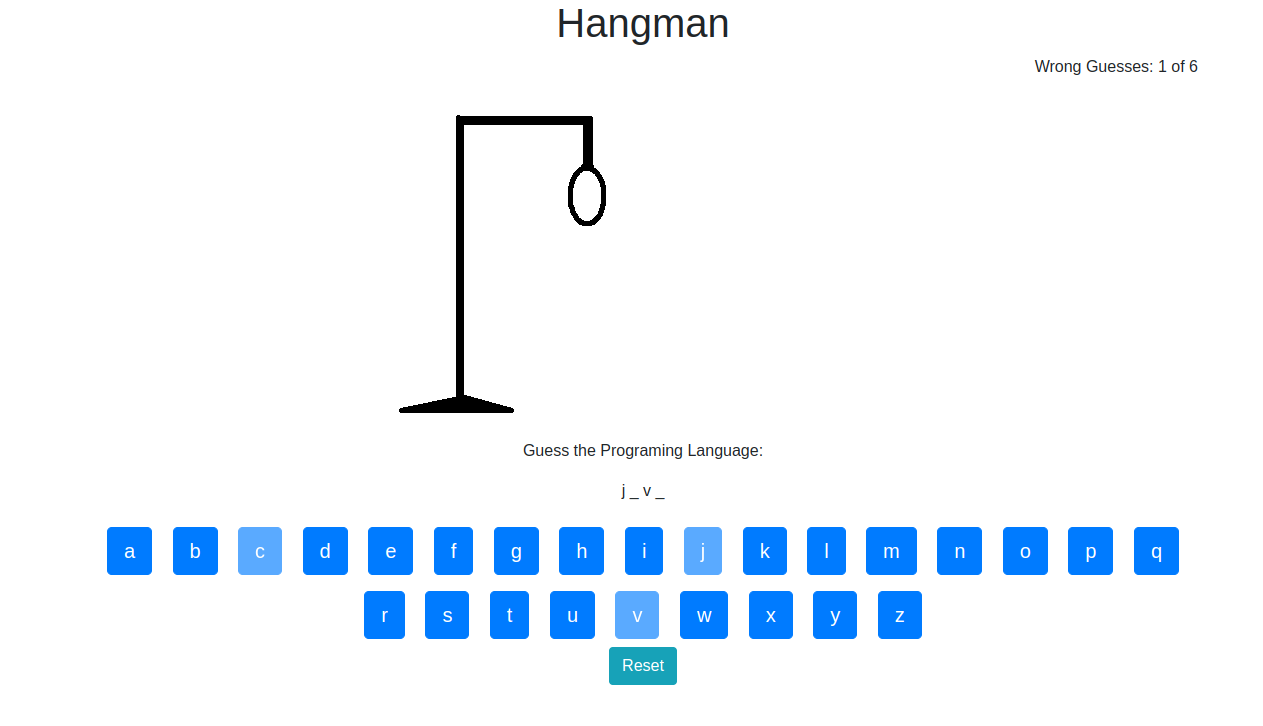 Hangman
Wrong Guesses: 1 of 6
Guess the Programing Language:
j _ v _
a b c d e f g h i j k l m n o p q
r s t u v w x y z
Reset